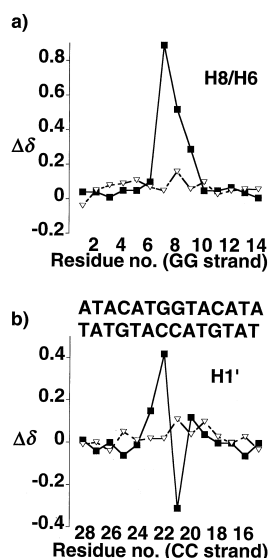 a)
0.8
H8/H6
0.6
0.4
Δδ
0.2
0
-0.2
2 4 6 8 10 12 14
Residue no. (GG strand)
b)
ATACATGGTACATA
TATGTACCATGTAT
0.4
H1'
0.2
Δδ
0
-0.2
-0.4
28 26 24 22 20 18 16
Residue no. (CC strand)